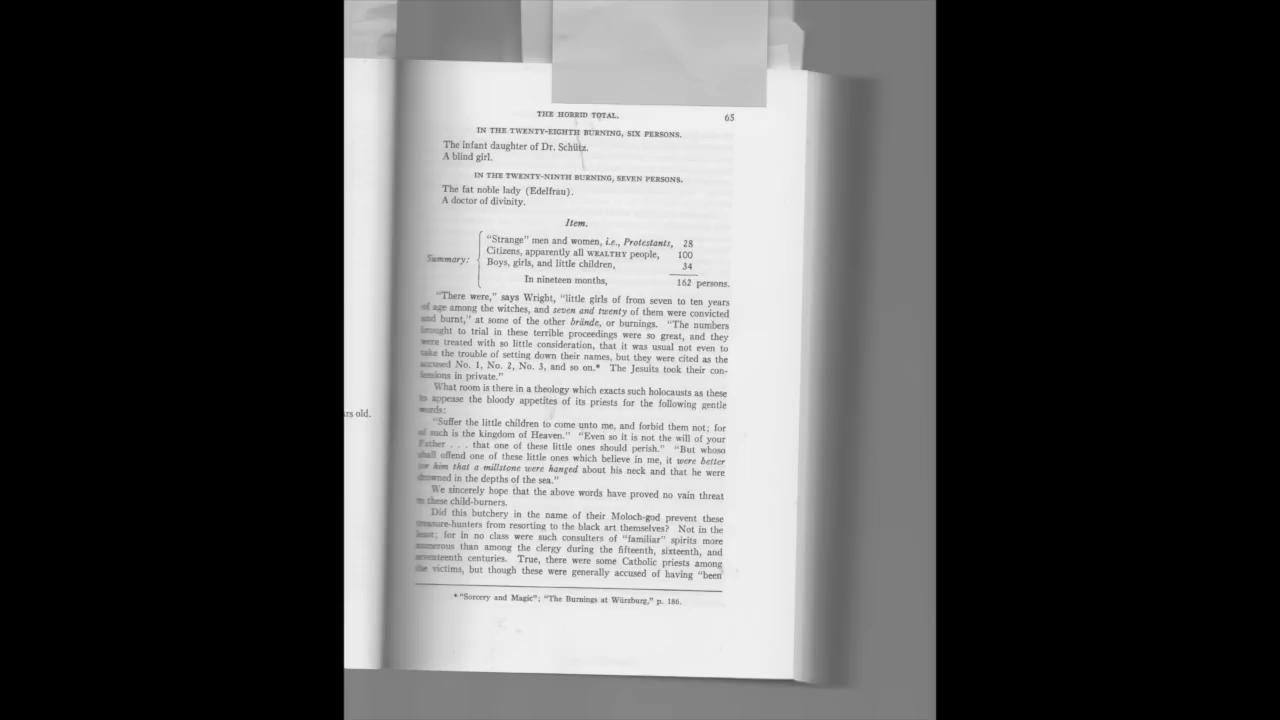 THE HORRID TOTAL. 65
IN THE TWENTY-EIGHTH BURNING, SIX PERSONS.
The infant daughter of Dr. Schütz.
A blind girl.
IN THE TWENTY-NINTH BURNING, SEVEN PERSONS.
The fat noble lady (Edelfrau).
A doctor of divinity.
Item.
"Strange" men and women, i.e., Protestants, 28
Citizens, apparently all WEALTHY people, 100
Summary:
Boys, girls, and little children, 34
In nineteen months, 162 persons.
"There were," says Wright, "little girls of from seven to ten years
of age among the witches, and seven and twenty of them were convicted
and burnt," at some of the other brände, or burnings. "The numbers
brought to trial in these terrible proceedings were so great, and they
were treated with so little consideration, that it was usual not even to
take the trouble of setting down their names, but they were cited as the
accused No. 1, No. 2, No. 3, and so on.* The Jesuits took their con-
fessions in private."
What room is there in a theology which exacts such holocausts as these
to appease the bloody appetites of its priests for the following gentle
words:
ars old.
"Suffer the little children to come unto me, and forbid them not; for
of such is the kingdom of Heaven." "Even so it is not the will of your
Father . . . that one of these little ones should perish." "But whoso
shall offend one of these little ones which believe in me, it were better
for him that a millstone were hanged about his neck and that he were
drowned in the depths of the sea."
We sincerely hope that the above words have proved no vain threat
to these child-burners.
Did this butchery in the name of their Moloch-god prevent these
treasure-hunters from resorting to the black art themselves? Not in the
least; for in no class were such consulters of "familiar" spirits more
numerous than among the clergy during the fifteenth, sixteenth, and
seventeenth centuries. True, there were some Catholic priests among
the victims, but though these were generally accused of having "been
* "Sorcery and Magic"; "The Burnings at Würzburg," p. 186.